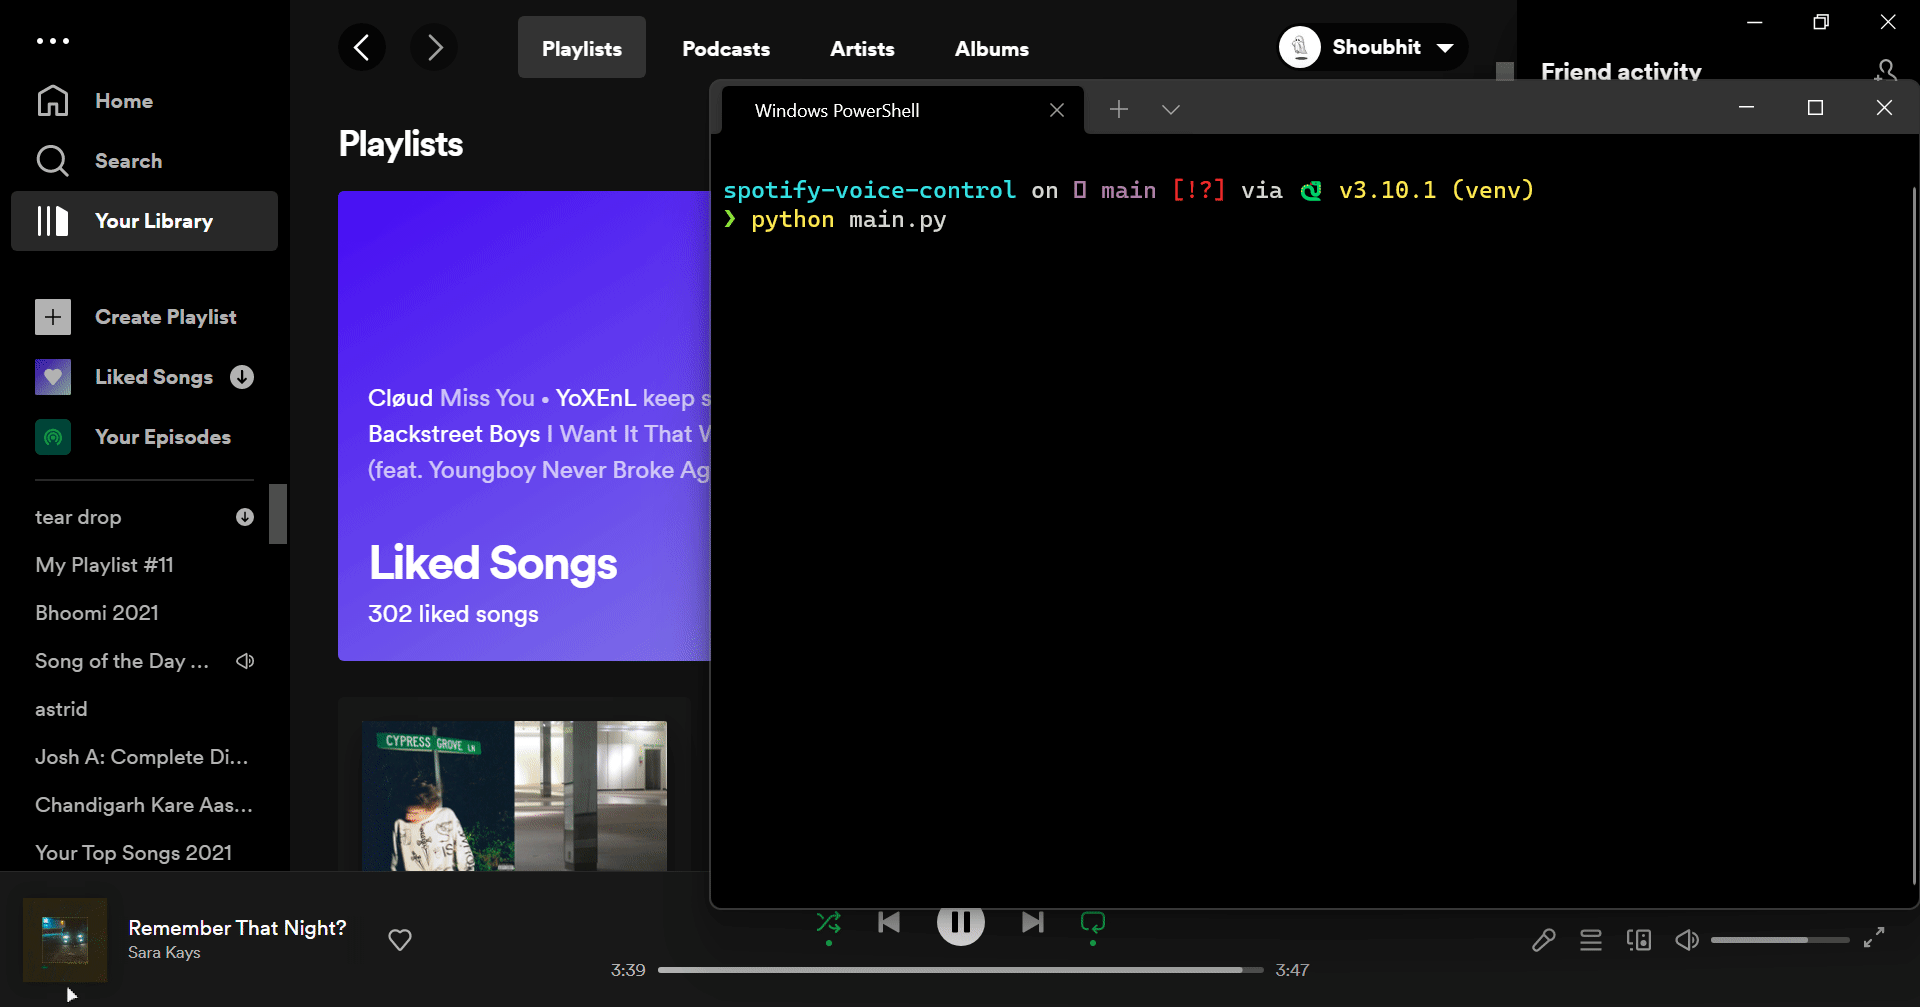 Home
Search
Your Library
Create Playlist
Liked Songs
Your Episodes
tear drop
My Playlist #11
Bhoomi 2021
Song of the Day ...
astrid
Josh A: Complete Di...
Chandigarh Kare Aas...
Your Top Songs 2021
Playlists Podcasts Artists Albums
Shoubhit
Friend activity
Playlists
Cløud Miss You • YoXEnL keep s
Backstreet Boys I Want It That W
(feat. Youngboy Never Broke Ag
Liked Songs
302 liked songs
CYPRESS GROVE LN
Windows PowerShell
spotify-voice-control on main [!?] via v3.10.1 (venv)
❯ python main.py
Remember That Night?
Sara Kays
3:39
3:47